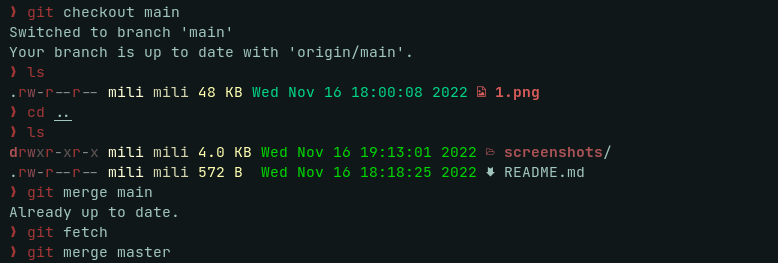 ❱ git checkout main
Switched to branch 'main'
Your branch is up to date with 'origin/main'.
❱ ls
.rw-r--r-- mili mili 48 KB Wed Nov 16 18:00:08 2022 1.png
❱ cd ..
❱ ls
drwxr-xr-x mili mili 4.0 KB Wed Nov 16 19:13:01 2022 screenshots/
.rw-r--r-- mili mili 572 B  Wed Nov 16 18:18:25 2022 README.md
❱ git merge main
Already up to date.
❱ git fetch
❱ git merge master